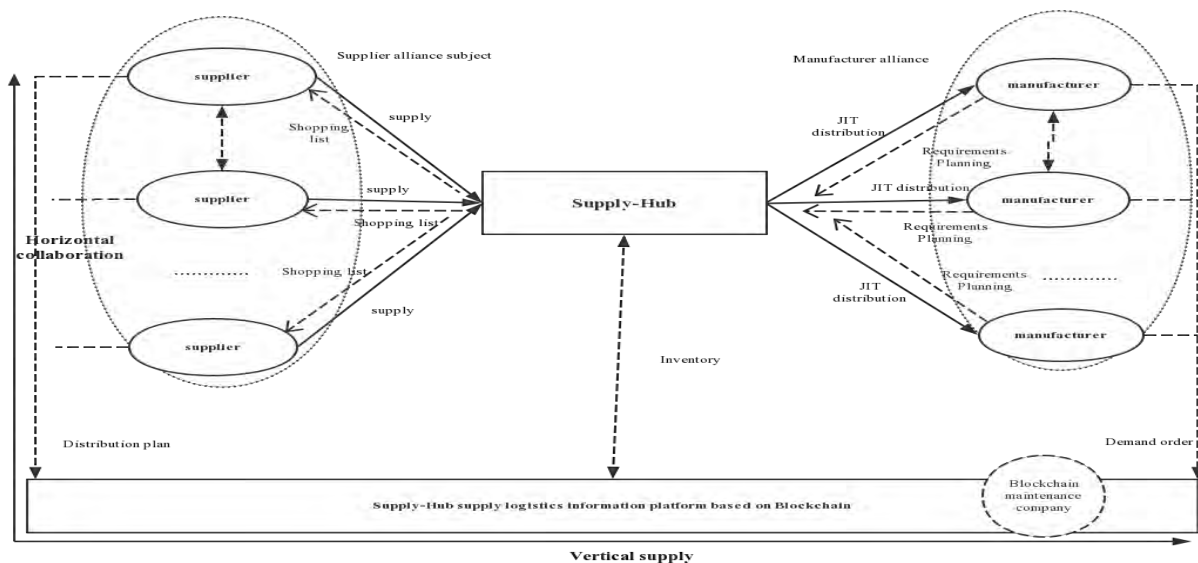 Supplier alliance subject
Manufacturer alliance
supplier
manufacturer
supply
JIT
distribution
Shopping
list
Requirements
Planning
supply
JIT distribution
supplier
Supply-Hub
manufacturer
Shopping list
Requirements
Planning
Horizontal
collaboration
Shopping list
Requirements
Planning
JIT
distribution
supply
supplier
manufacturer
Inventory
Distribution plan
Demand order
Blockchain
maintenance
company
Supply-Hub supply logistics information platform based on Blockchain
Vertical supply